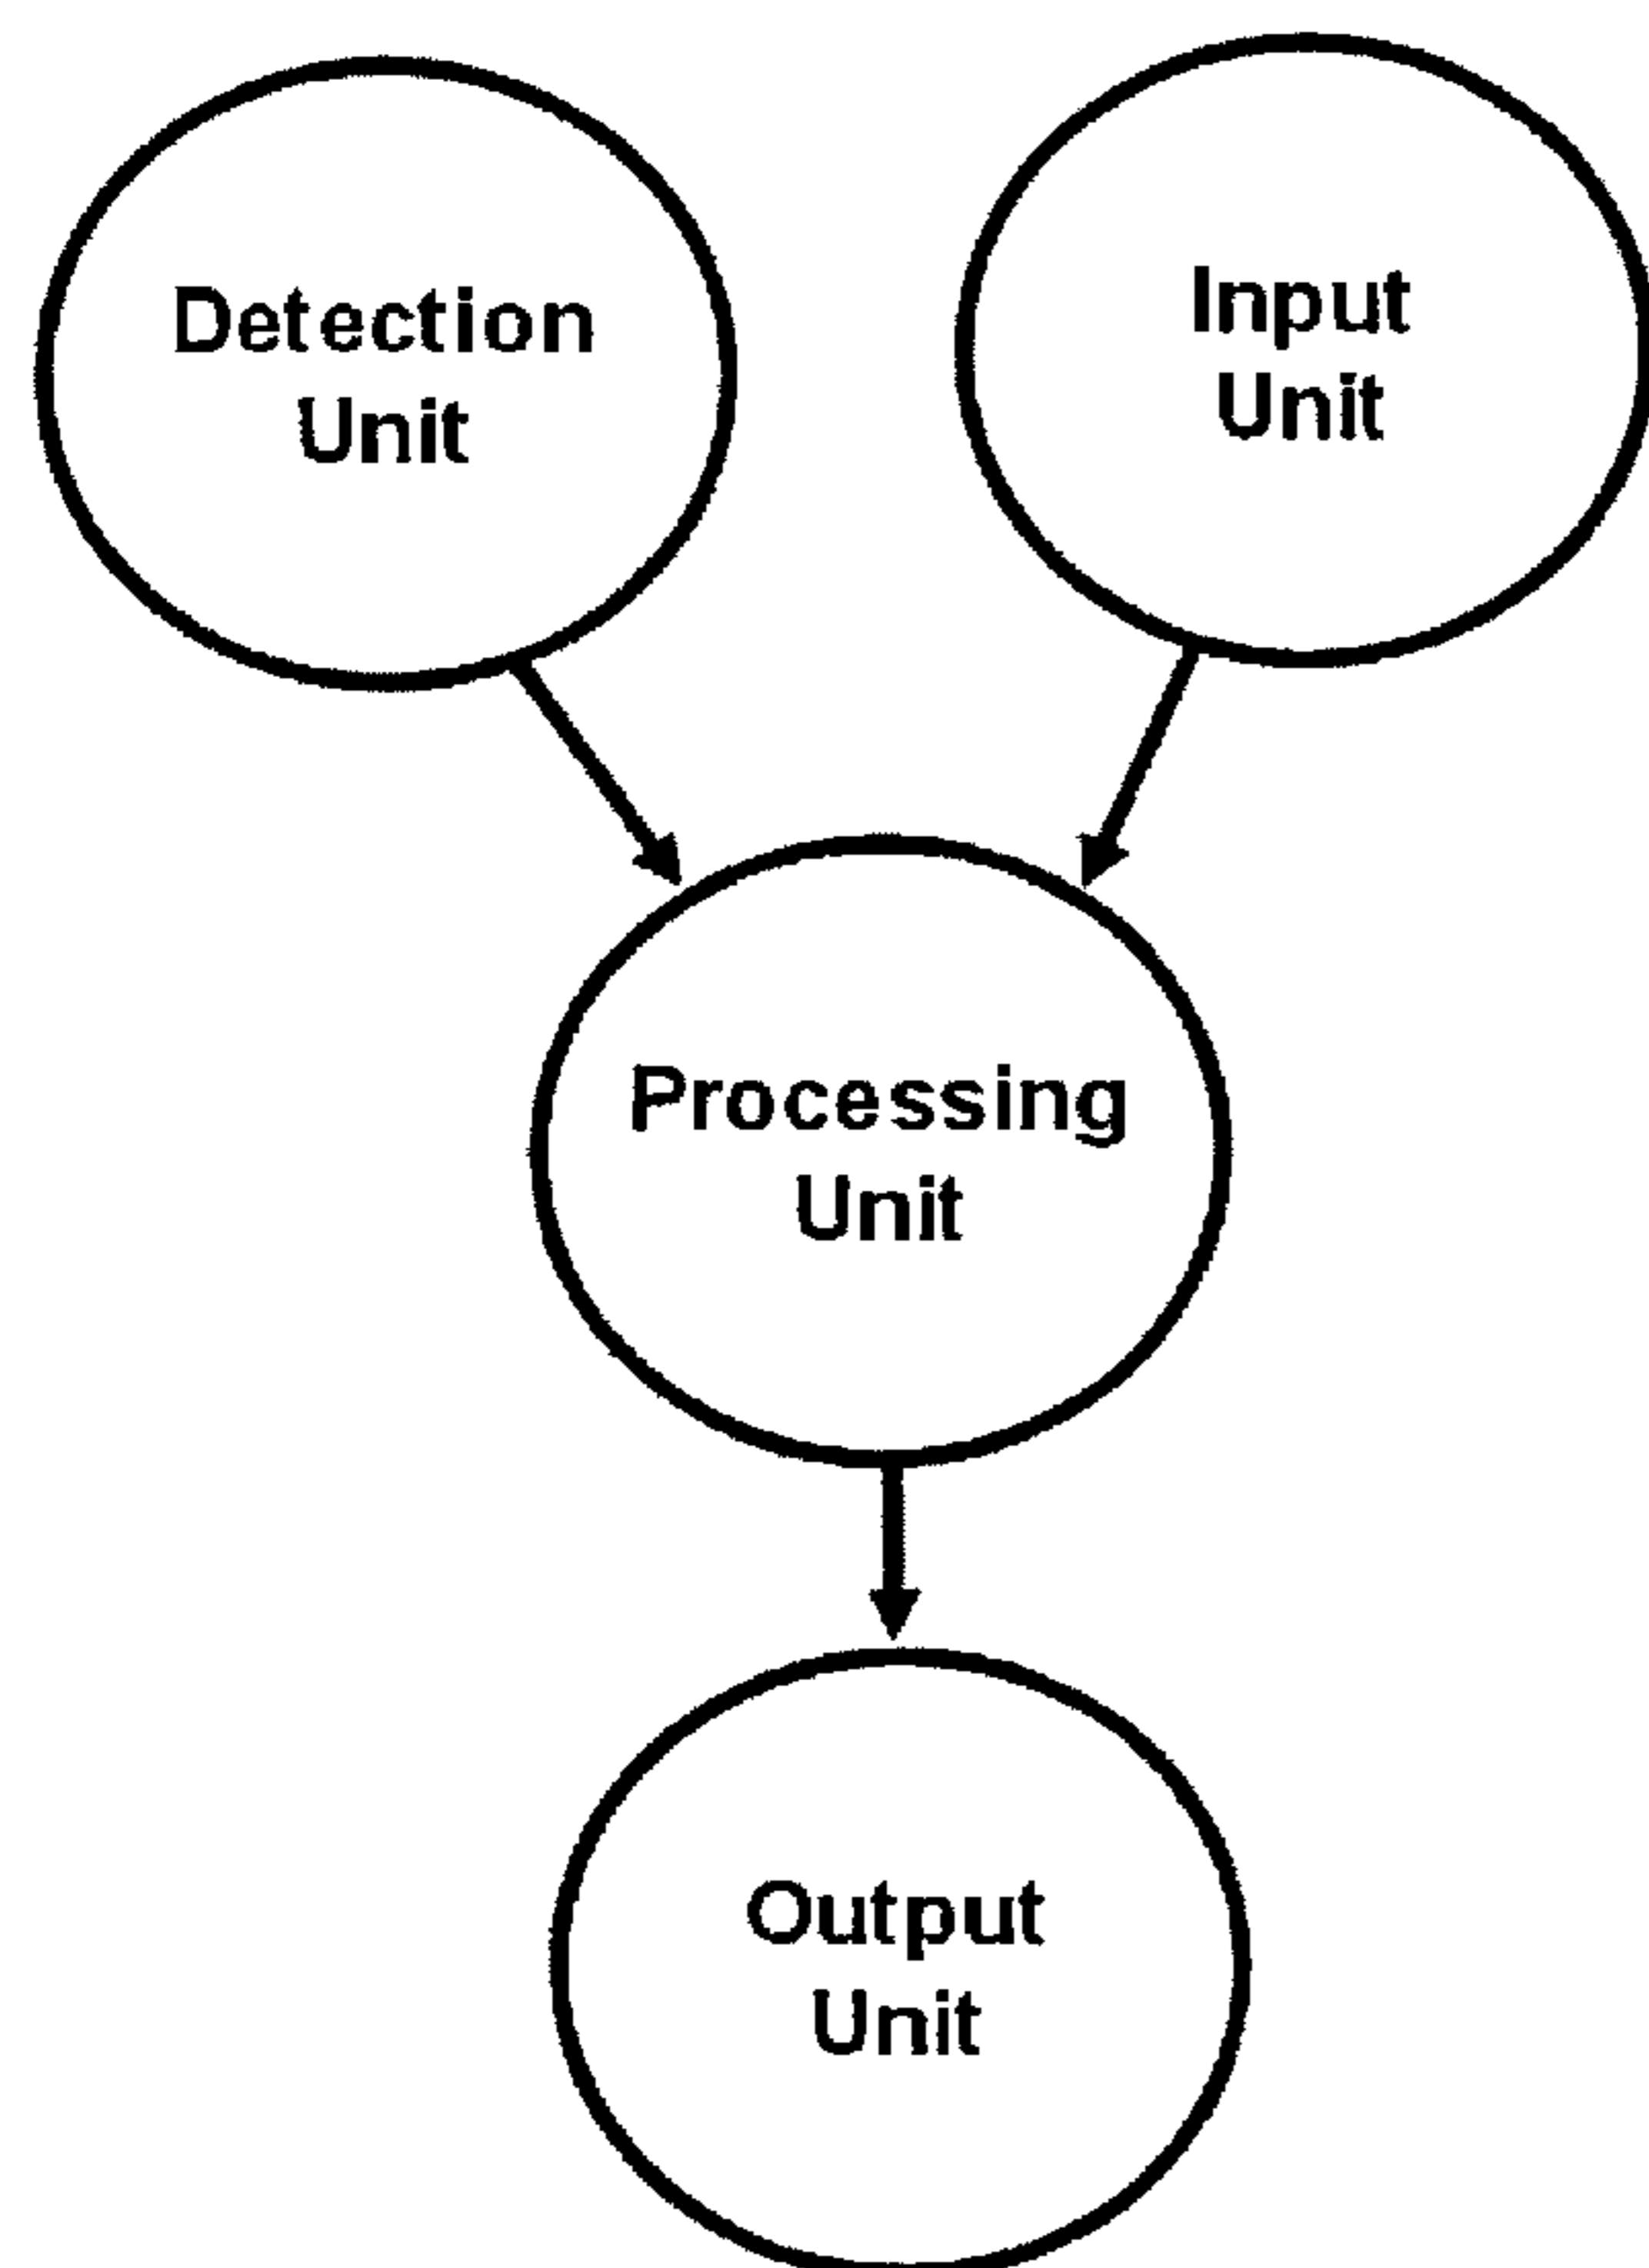 Detection
Unit
Input
Unit
Processing
Unit
Output
Unit